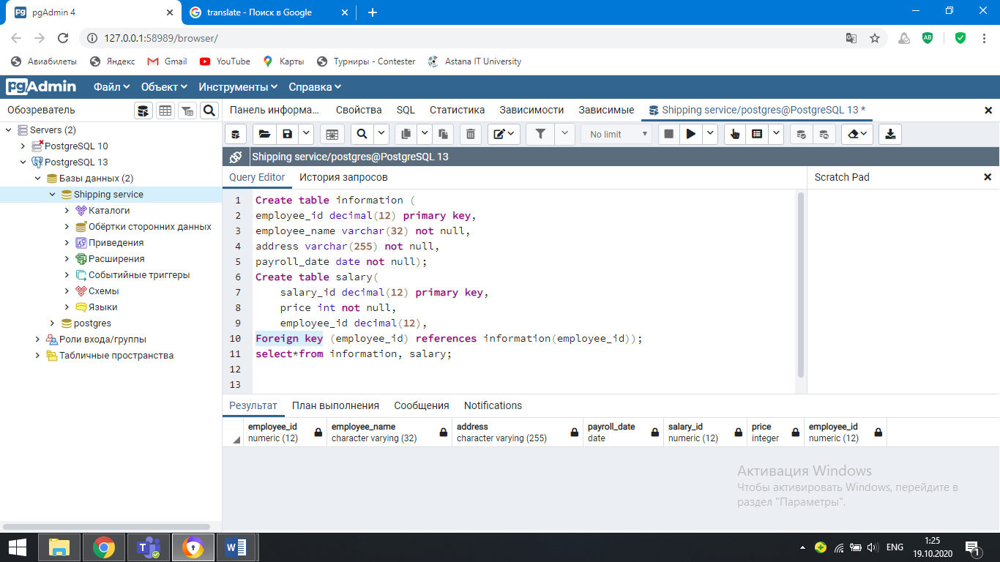 pgAdmin 4
translate - Поиск в Google
127.0.0.1:58989/browser/
Авиабилеты Яндекс Gmail YouTube Карты Турниры - Contester Astana IT University
pgAdmin Файл Объект Инструменты Справка
Обозреватель
Панель информа... Свойства SQL Статистика Зависимости Зависимые Shipping service/postgres@PostgreSQL 13 *
No limit
Shipping service/postgres@PostgreSQL 13
Servers (2)
PostgreSQL 10
PostgreSQL 13
Базы данных (2)
Shipping service
Каталоги
Обёртки сторонних данных
Приведения
Расширения
Событийные триггеры
Схемы
Языки
postgres
Роли входа/группы
Табличные пространства
Query Editor История запросов
Scratch Pad
1 Create table information (
2 employee_id decimal(12) primary key,
3 employee_name varchar(32) not null,
4 address varchar(255) not null,
5 payroll_date date not null);
6 Create table salary(
7 salary_id decimal(12) primary key,
8 price int not null,
9 employee_id decimal(12),
10 Foreign key (employee_id) references information(employee_id));
11 select*from information, salary;
12
13
Результат План выполнения Сообщения Notifications
employee_id employee_name address payroll_date salary_id price employee_id
numeric (12) character varying (32) character varying (255) date numeric (12) integer numeric (12)
Активация Windows
Чтобы активировать Windows, перейдите в
раздел "Параметры".
ENG
1:25
19.10.2020
1